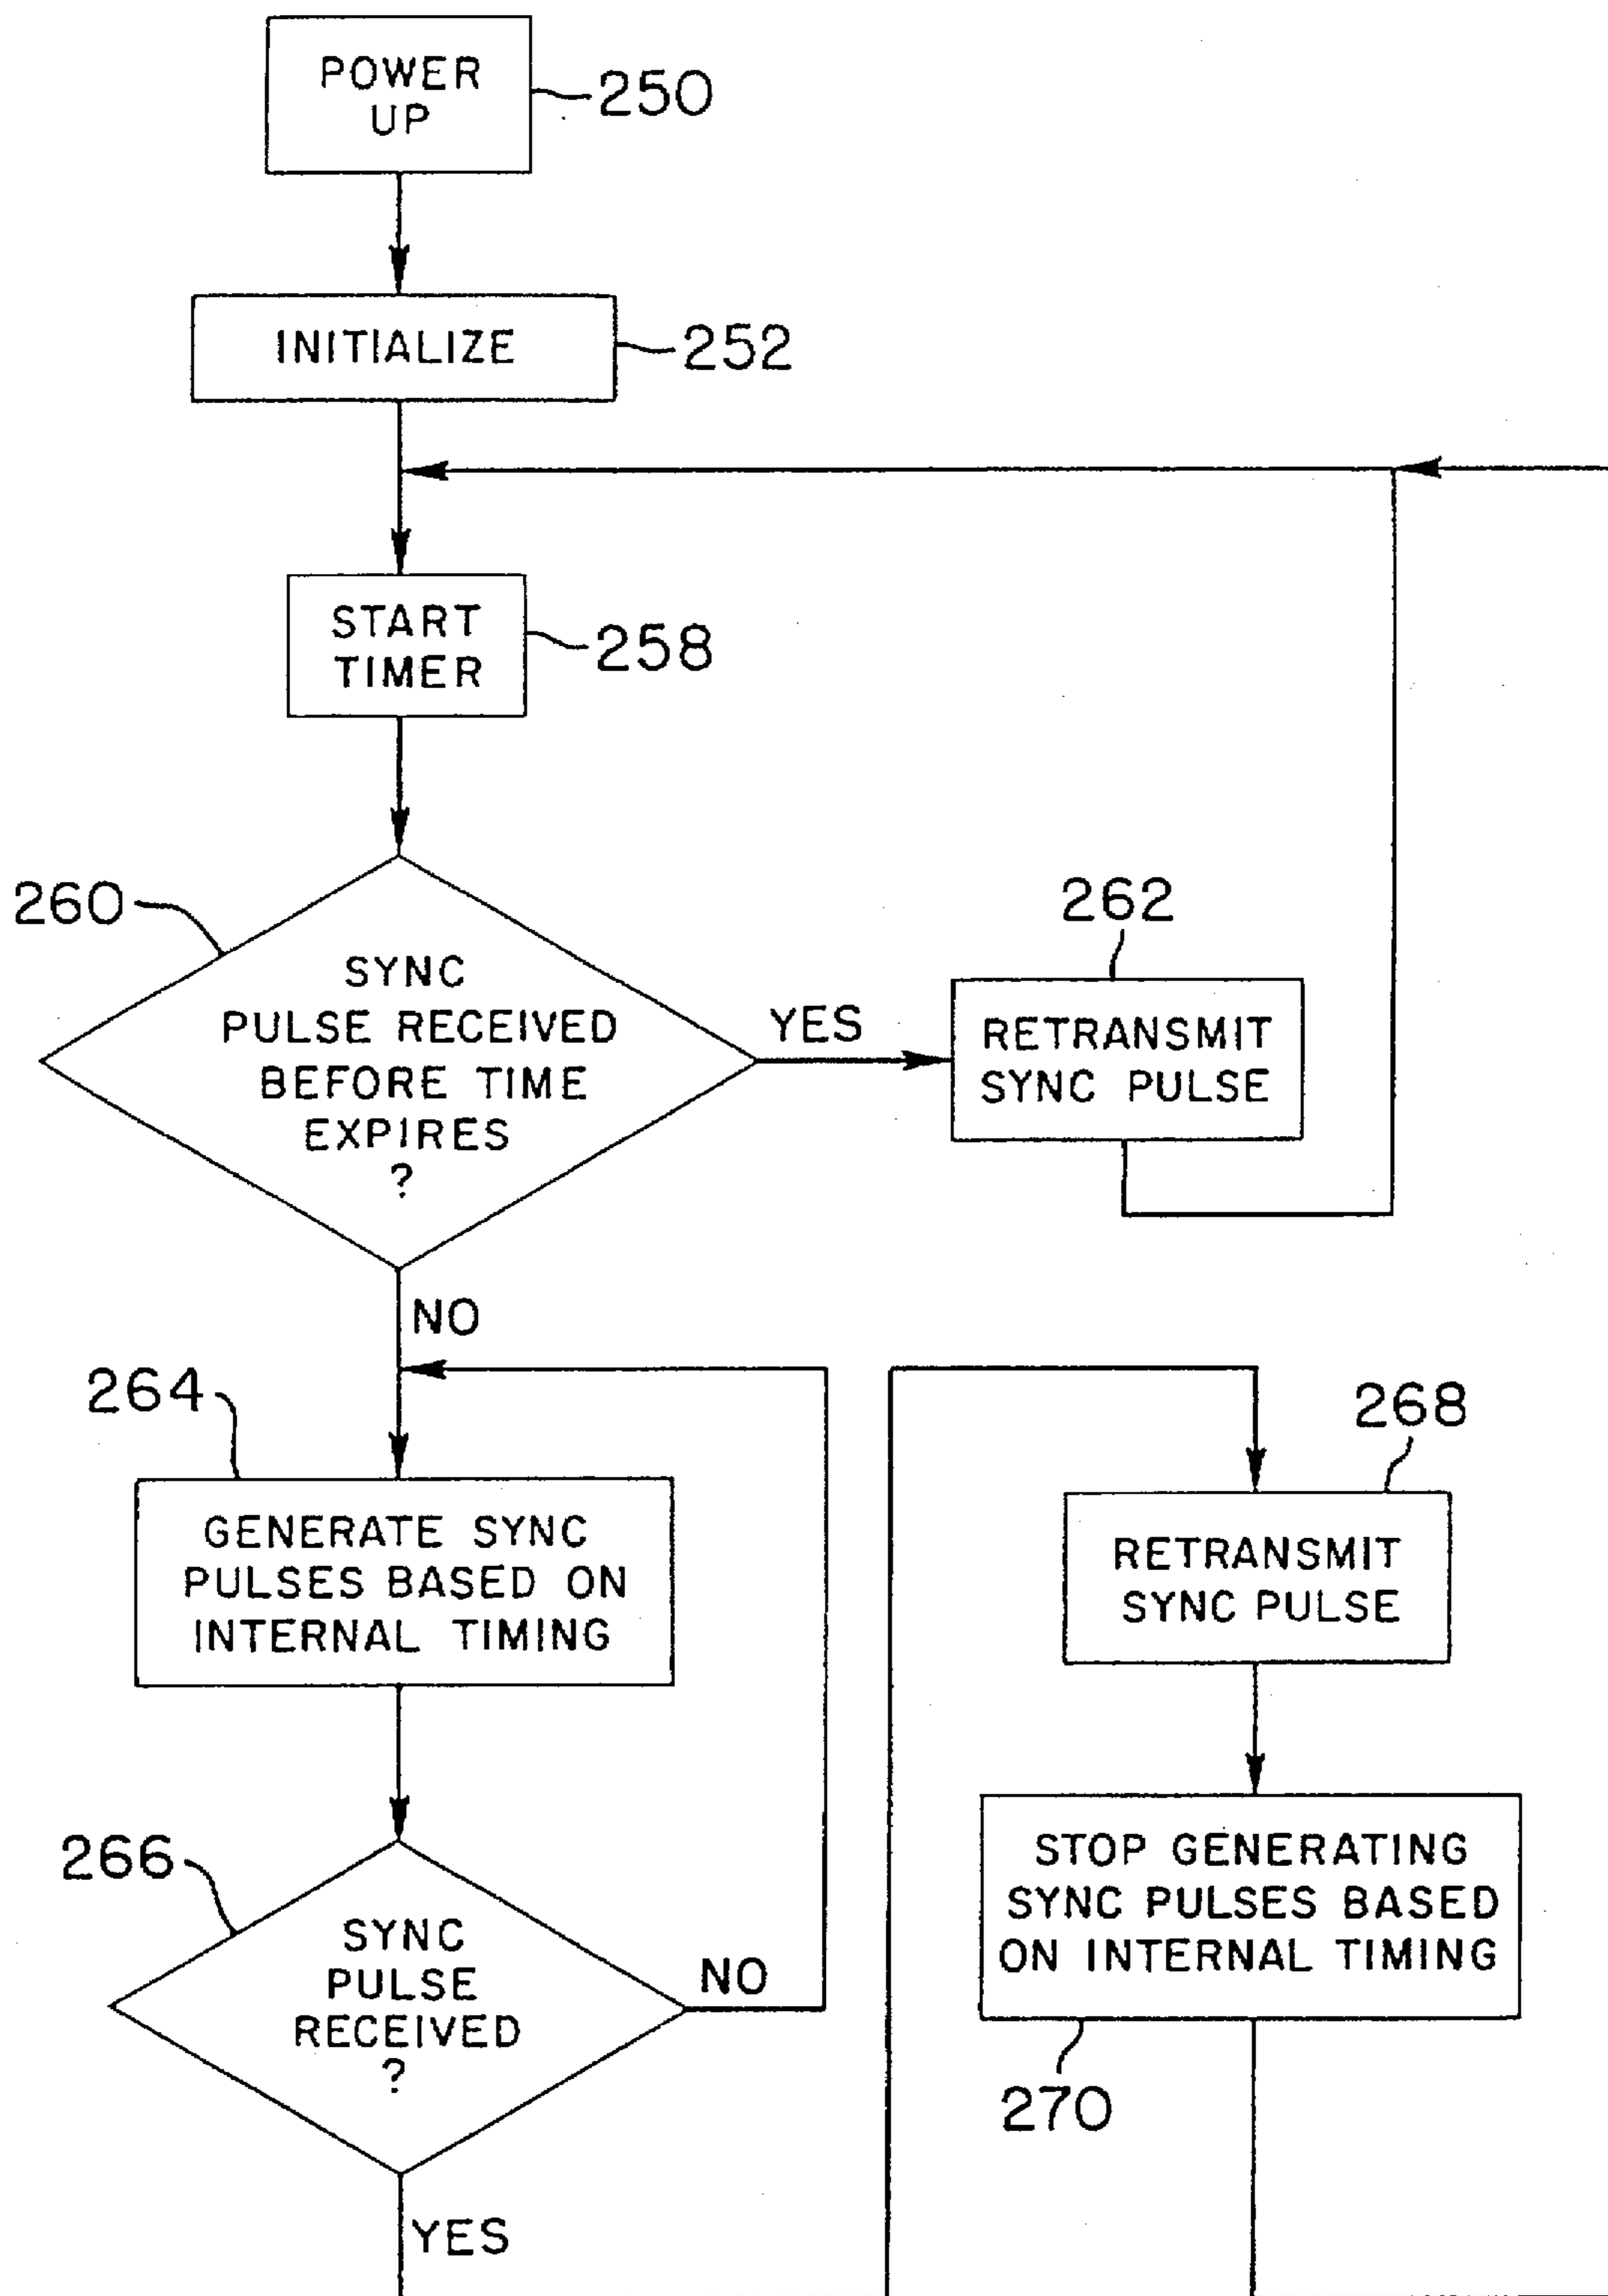 POWER
UP
250
INITIALIZE
252
START
TIMER
258
260
SYNC
PULSE RECEIVED
BEFORE TIME
EXPIRES
?
YES
262
RETRANSMIT
SYNC PULSE
NO
264
GENERATE SYNC
PULSES BASED ON
INTERNAL TIMING
266
SYNC
PULSE
RECEIVED
?
NO
YES
268
RETRANSMIT
SYNC PULSE
STOP GENERATING
SYNC PULSES BASED
ON INTERNAL TIMING
270